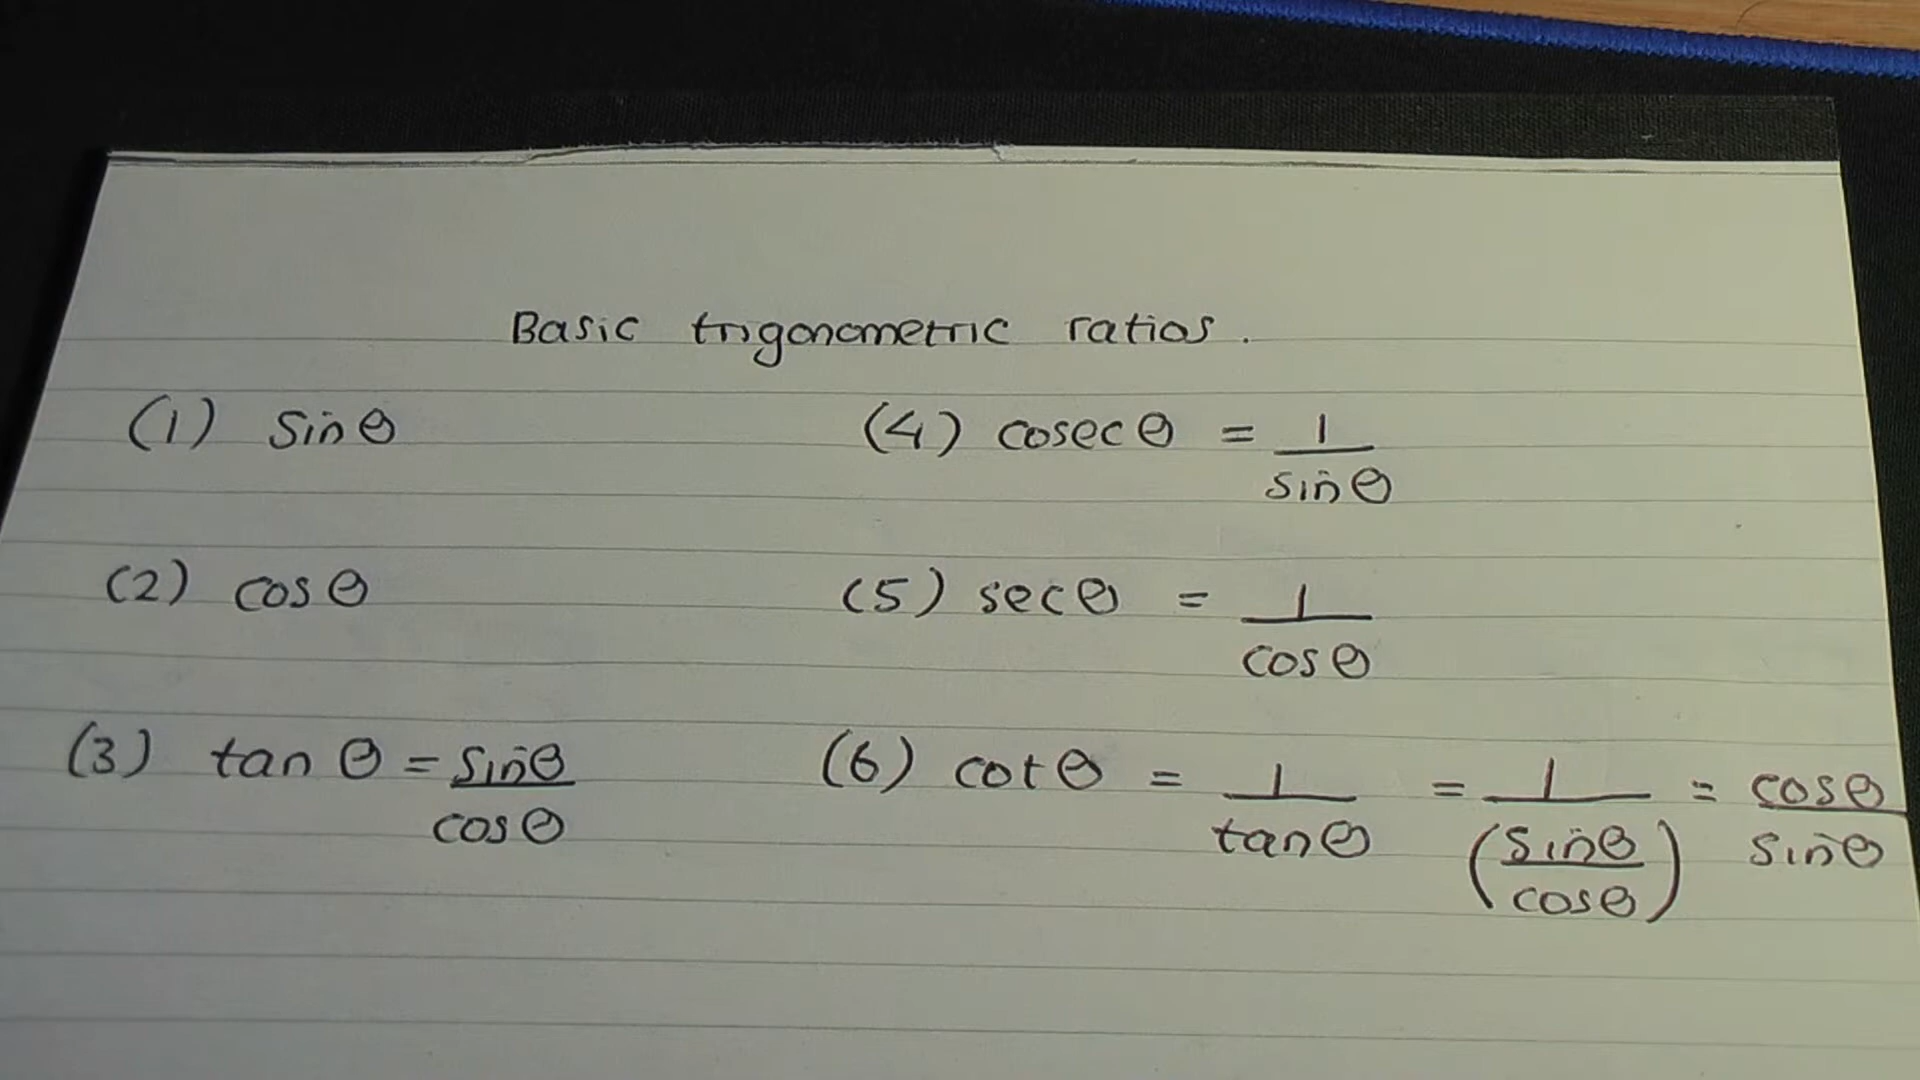 Basic trigonometric ratios.
(1) sinθ
(4) cosecθ = 1/sinθ
(2) cosθ
(5) secθ = 1/cosθ
(3) tan θ = sinθ/cosθ
(6) cotθ = 1/tanθ = 1/(sinθ/cosθ) = cosθ/sinθ